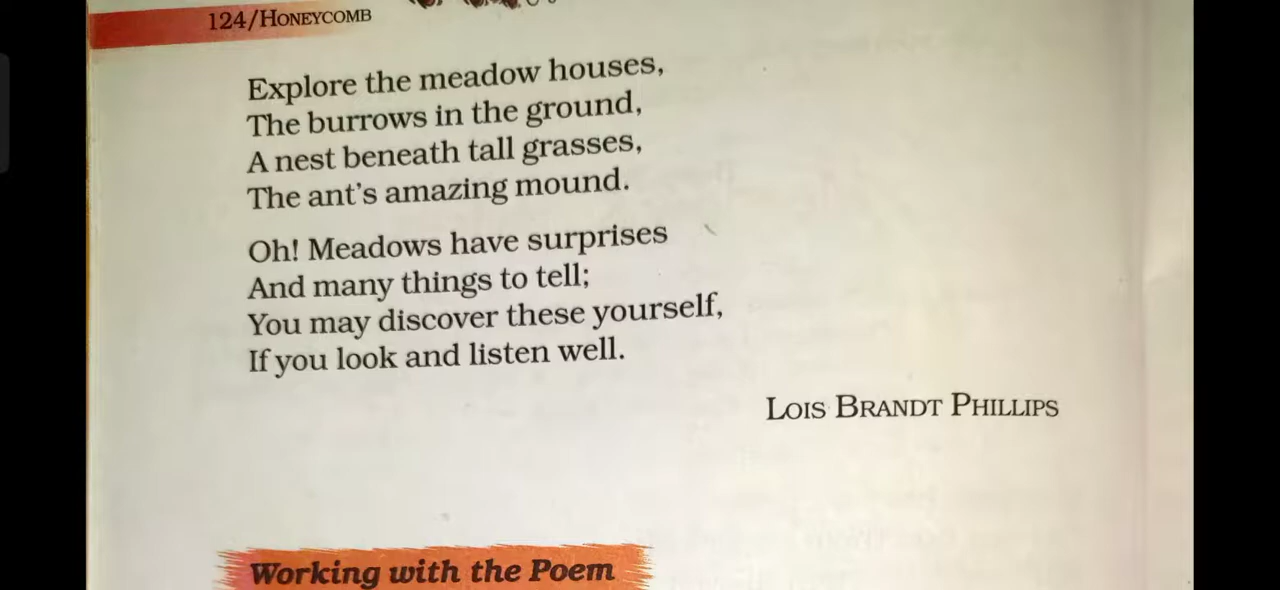 124/HONEYCOMB
Explore the meadow houses,
The burrows in the ground,
A nest beneath tall grasses,
The ant's amazing mound.
Oh! Meadows have surprises
And many things to tell;
You may discover these yourself,
If you look and listen well.
LOIS BRANDT PHILLIPS
Working with the Poem